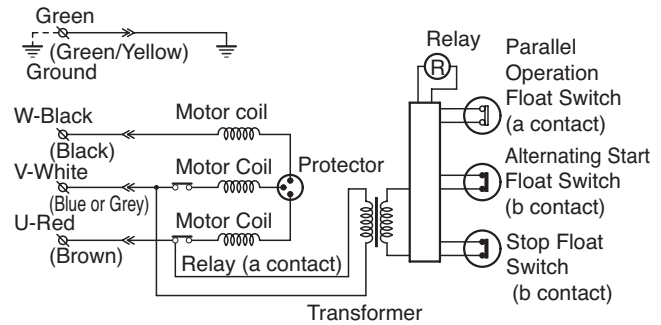 Green
(Green/Yellow)
Ground
W-Black
(Black)
V-White
(Blue or Grey)
U-Red
(Brown)
Motor coil
Motor Coil
Motor Coil
Protector
Relay (a contact)
Transformer
Relay
R
Parallel
Operation
Float Switch
(a contact)
Alternating Start
Float Switch
(b contact)
Stop Float
Switch
(b contact)